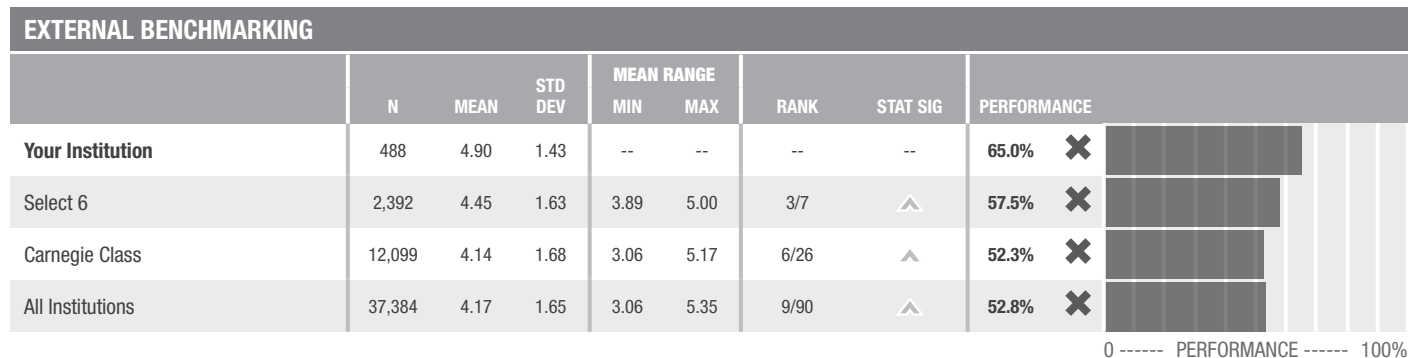 EXTERNAL BENCHMARKING
N MEAN STD DEV MEAN RANGE MIN MAX RANK STAT SIG PERFORMANCE
Your Institution 488 4.90 1.43 -- -- -- -- 65.0%
Select 6 2,392 4.45 1.63 3.89 5.00 3/7 57.5%
Carnegie Class 12,099 4.14 1.68 3.06 5.17 6/26 52.3%
All Institutions 37,384 4.17 1.65 3.06 5.35 9/90 52.8%
0 ------ PERFORMANCE ------ 100%